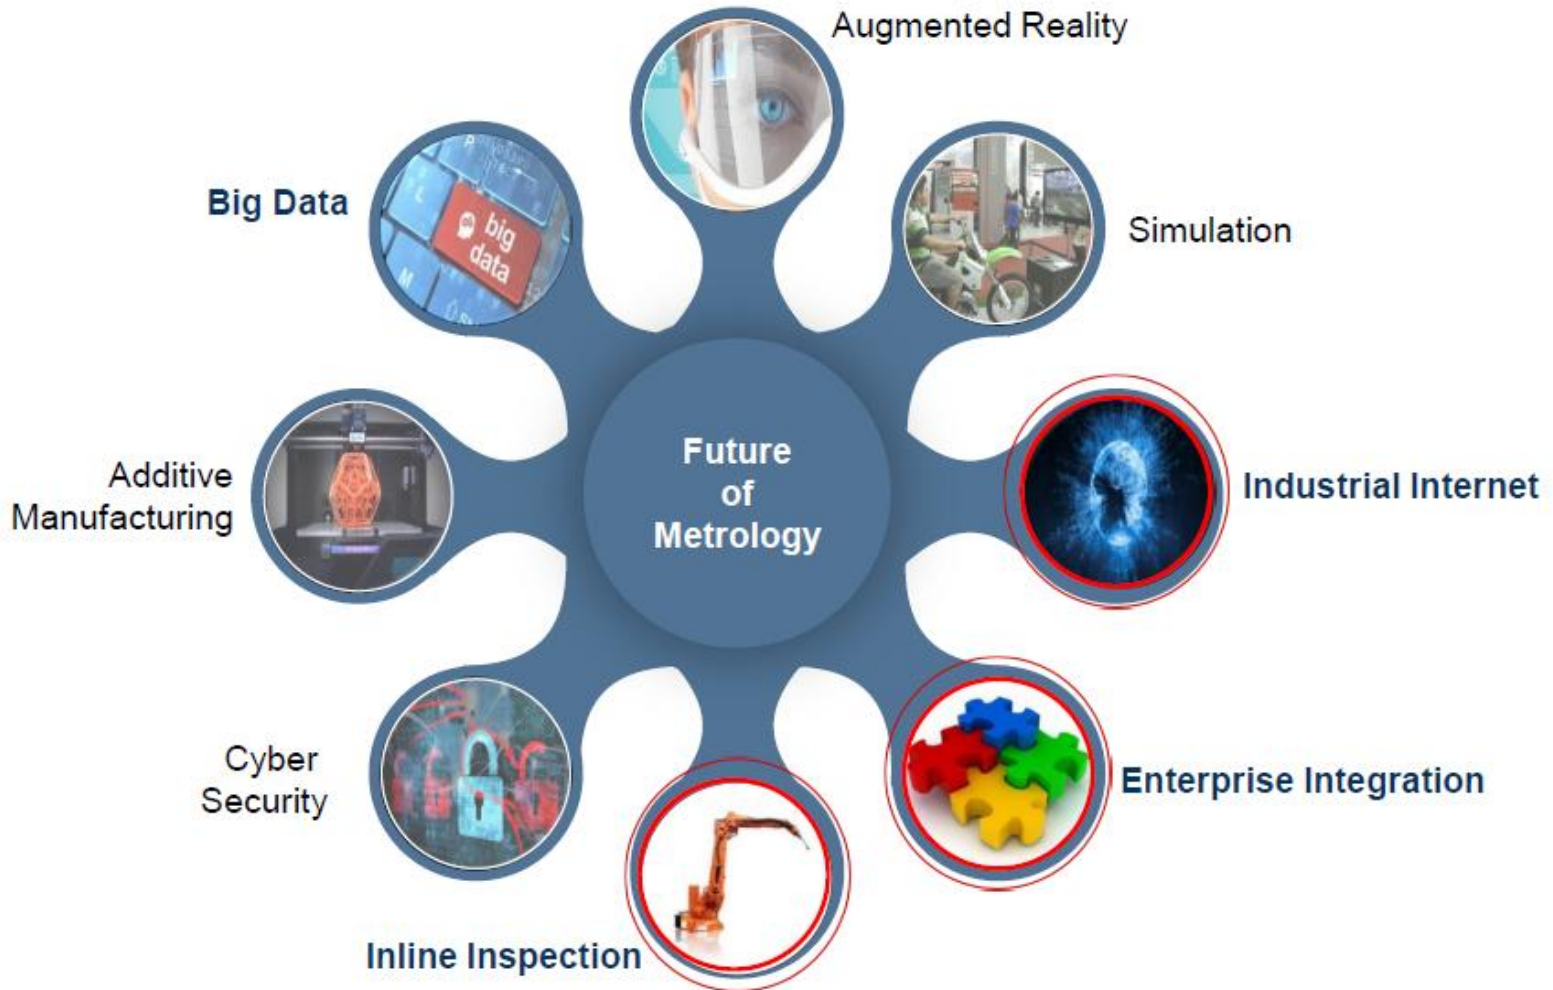 Augmented Reality
Big Data
big
data
P
L
M
Simulation
Future
of
Metrology
Industrial Internet
Additive
Manufacturing
Cyber
Security
Enterprise Integration
Inline Inspection